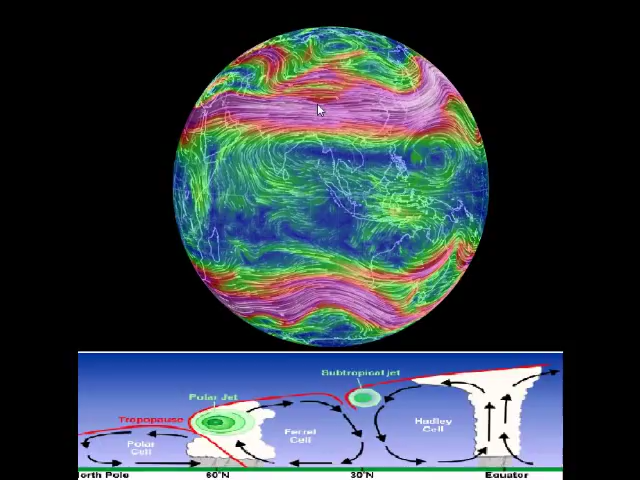 Subtropical jet
Polar Jet
Tropopause
Hadley
Cell
Ferrel
Cell
Polar
Cell
orth Pole 60°N 30°N Equator